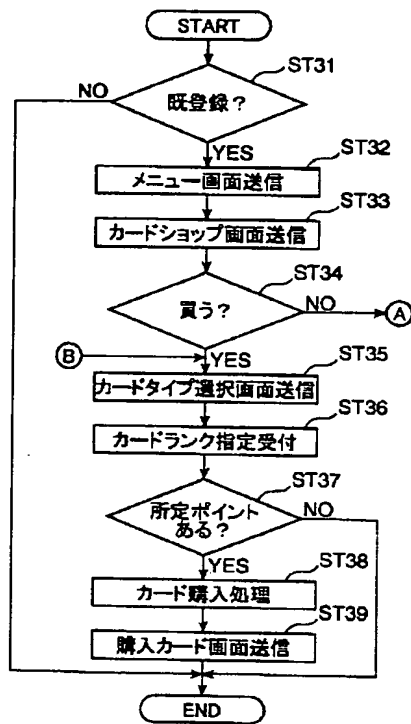 START
ST31
NO
既登録？
YES
ST32
メニュー画面送信
ST33
カードショップ画面送信
ST34
買う？
NO
A
B
YES
ST35
カードタイプ選択画面送信
ST36
カードランク指定受付
ST37
所定ポイント
ある？
NO
YES
ST38
カード購入処理
ST39
購入カード画面送信
END